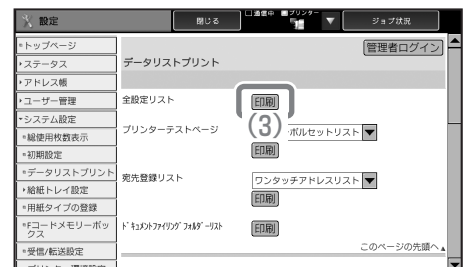 設定
閉じる
通信中
プリンター
ジョブ状況
トップページ
ステータス
アドレス帳
ユーザー管理
システム設定
総使用枚数表示
初期設定
データリストプリント
給紙トレイ設定
用紙タイプの登録
Fコードメモリーボックス
受信/転送設定
管理者ログイン
データリストプリント
全設定リスト
印刷
(3)
プリンターテストページ
ボルセットリスト
印刷
宛先登録リスト
ワンタッチアドレスリスト
印刷
ドキュメントファイリングフォルダーリスト
印刷
このページの先頭へ